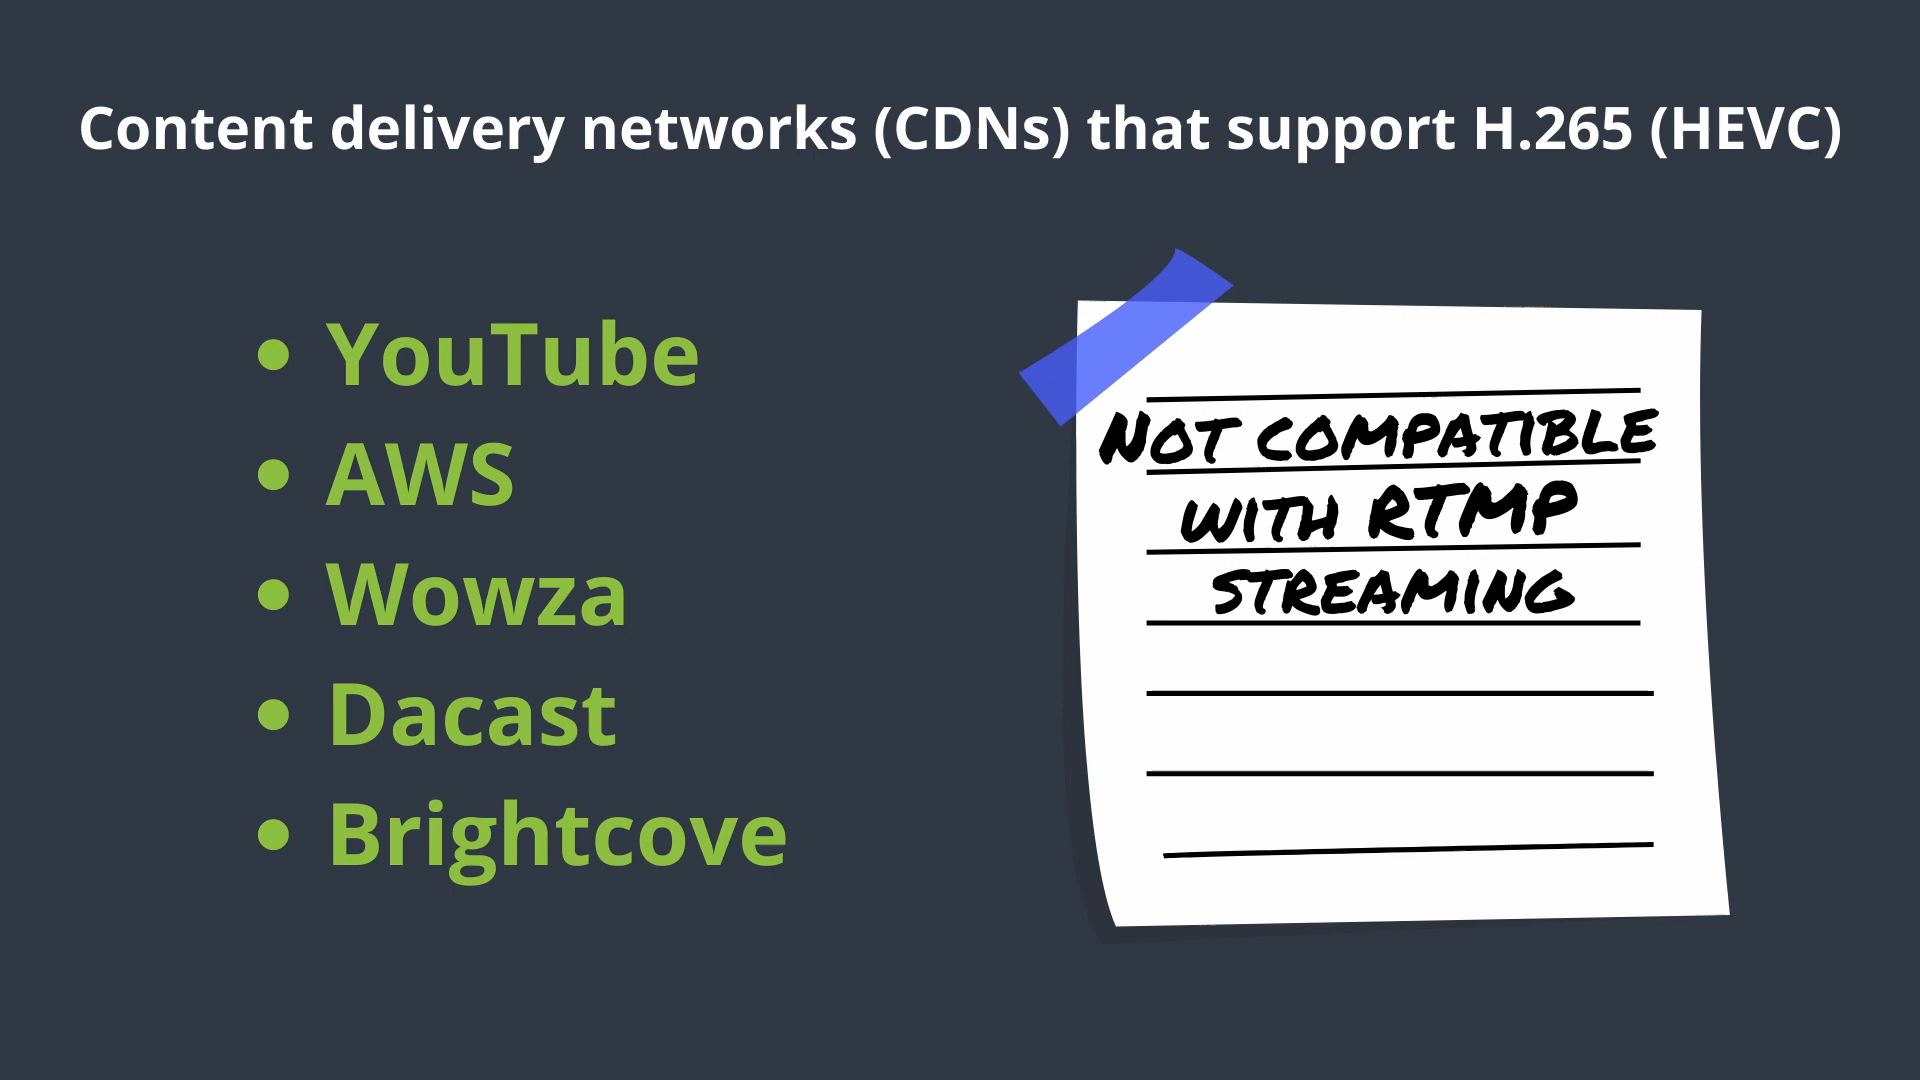 Content delivery networks (CDNs) that support H.265 (HEVC)
• YouTube
• AWS
• Wowza
• Dacast
• Brightcove
Not compatible
with RTMP
streaming